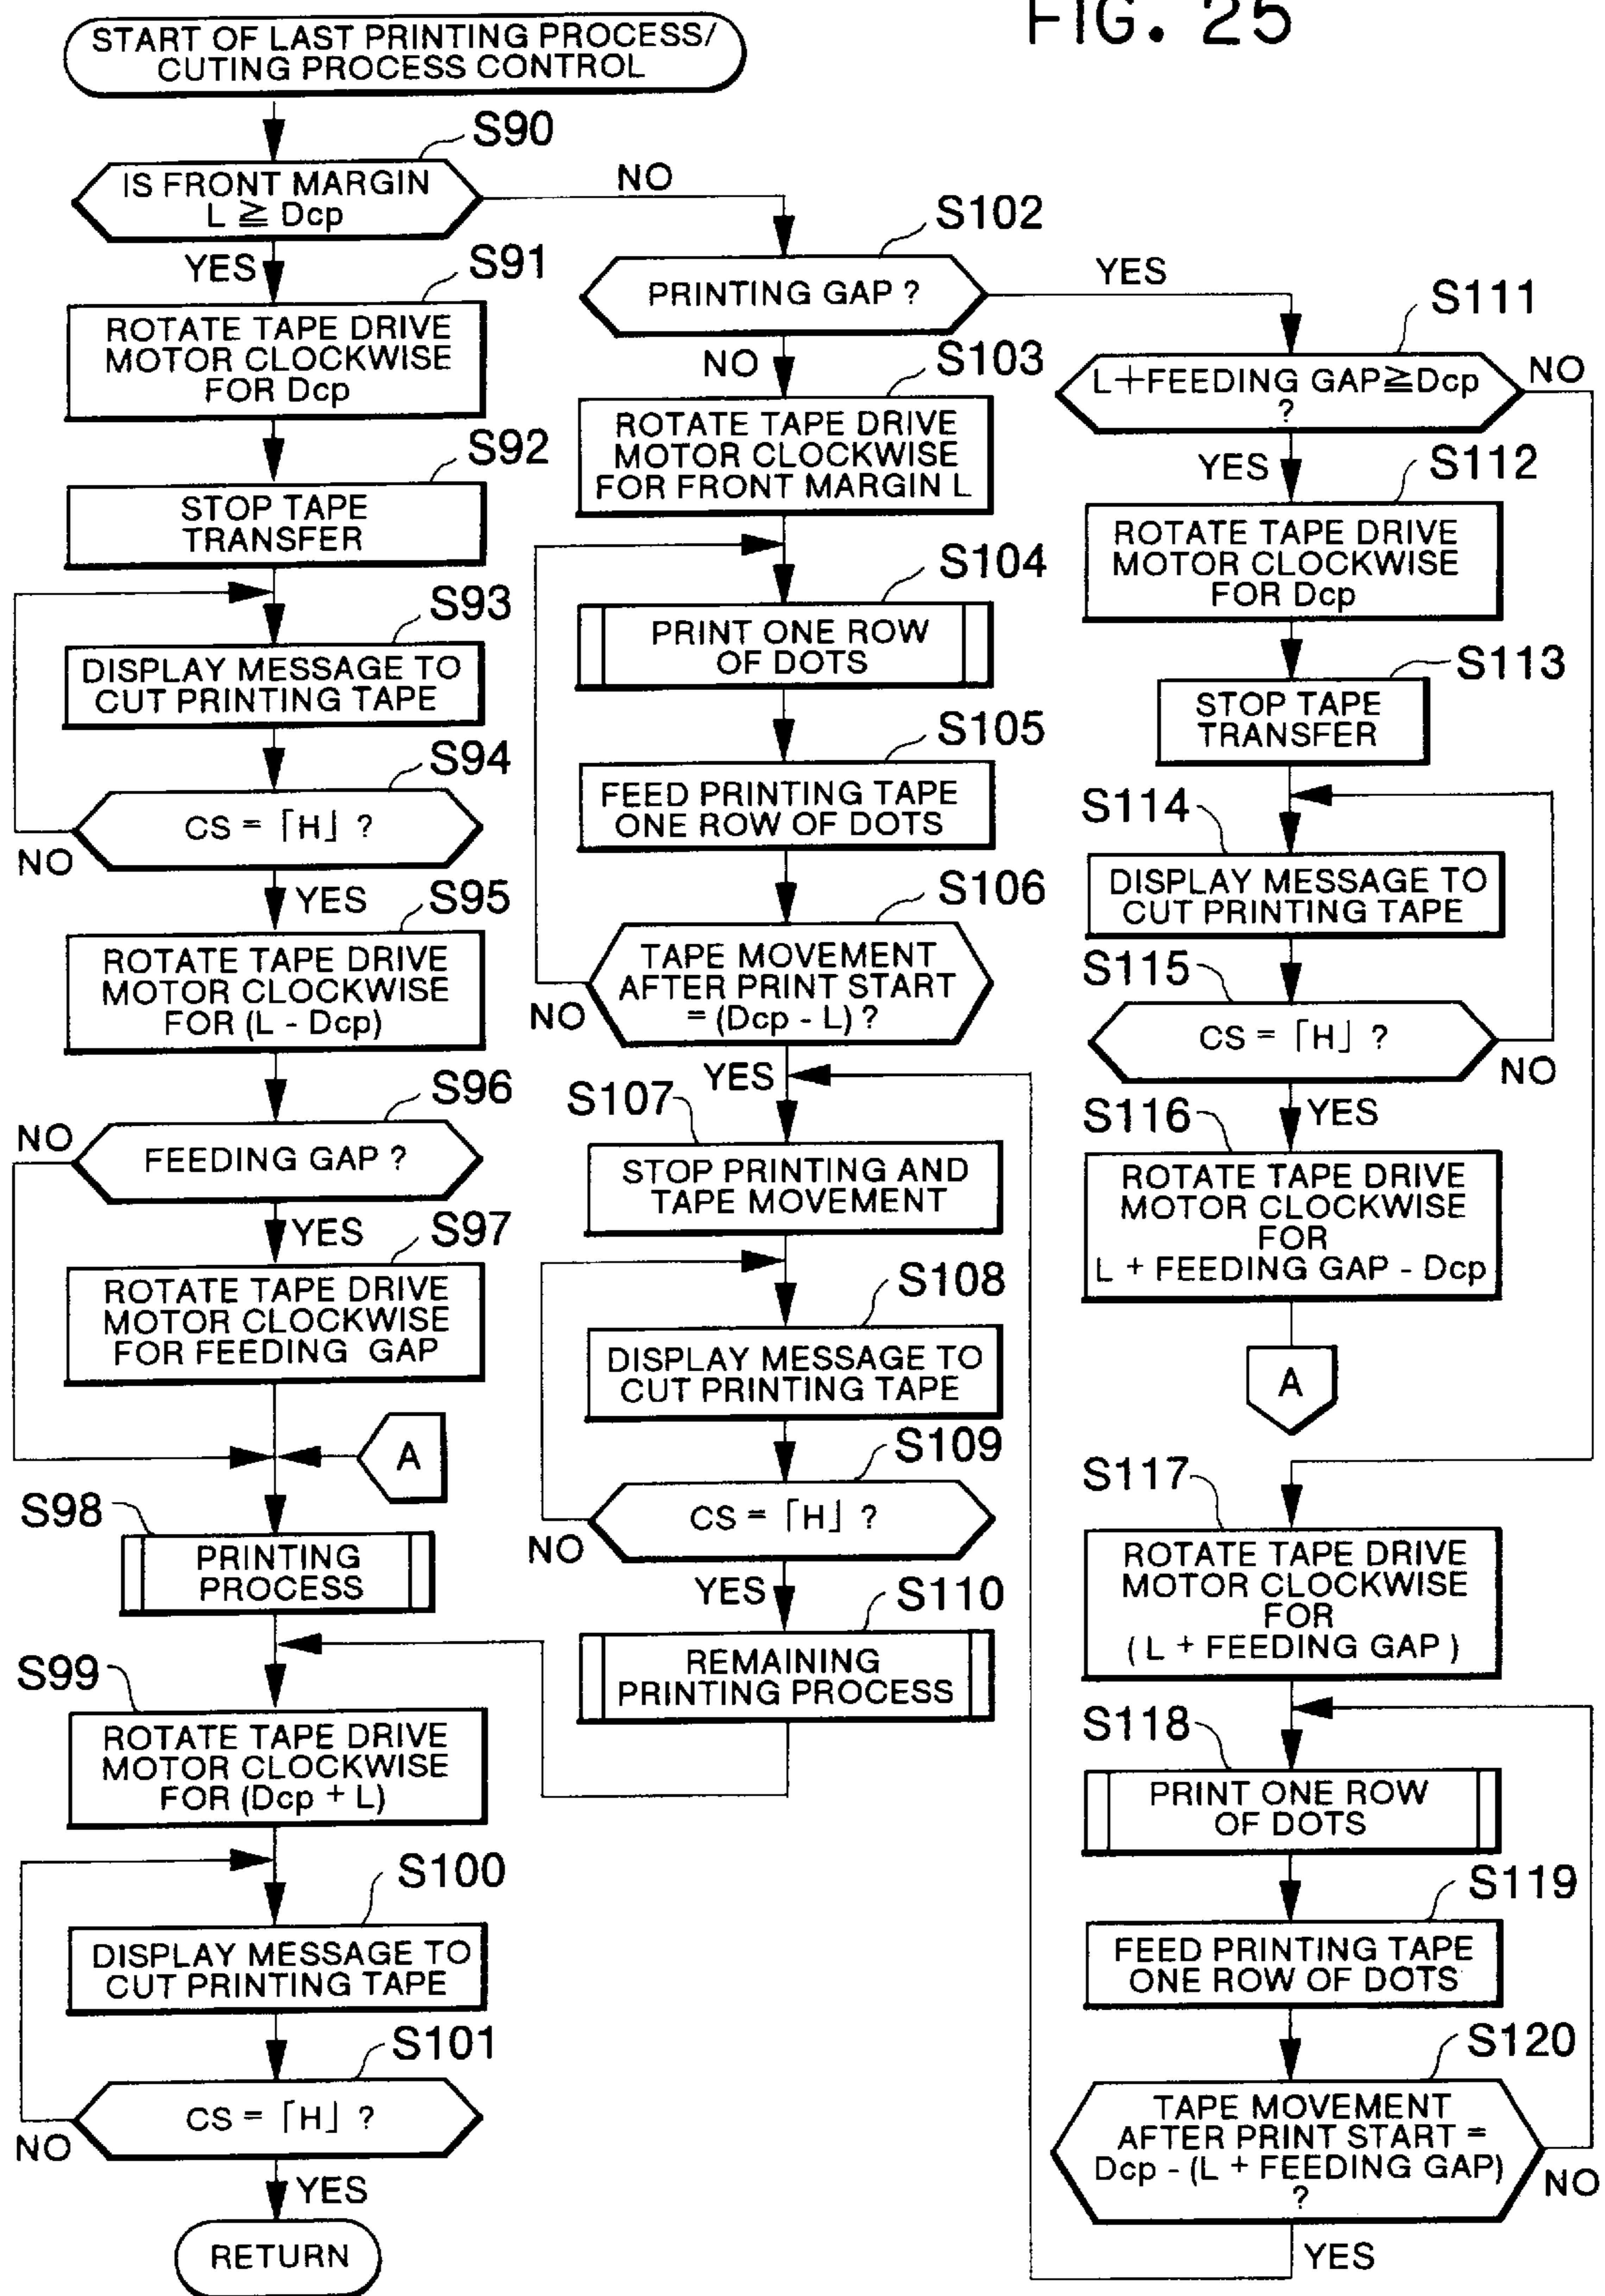 FIG. 25
START OF LAST PRINTING PROCESS/
CUTING PROCESS CONTROL
S90
IS FRONT MARGIN
L ≧ Dcp
NO
YES
S91
ROTATE TAPE DRIVE
MOTOR CLOCKWISE
FOR Dcp
S92
STOP TAPE
TRANSFER
S93
DISPLAY MESSAGE TO
CUT PRINTING TAPE
S94
CS = ⌈H⌋ ?
NO
YES
S95
ROTATE TAPE DRIVE
MOTOR CLOCKWISE
FOR (L - Dcp)
S96
NO
FEEDING GAP ?
YES
S97
ROTATE TAPE DRIVE
MOTOR CLOCKWISE
FOR FEEDING GAP
A
S98
PRINTING
PROCESS
S99
ROTATE TAPE DRIVE
MOTOR CLOCKWISE
FOR (Dcp + L)
S100
DISPLAY MESSAGE TO
CUT PRINTING TAPE
S101
CS = ⌈H⌋ ?
NO
YES
RETURN
S102
PRINTING GAP ?
YES
NO
S103
ROTATE TAPE DRIVE
MOTOR CLOCKWISE
FOR FRONT MARGIN L
S104
PRINT ONE ROW
OF DOTS
S105
FEED PRINTING TAPE
ONE ROW OF DOTS
S106
TAPE MOVEMENT
AFTER PRINT START
= (Dcp - L) ?
NO
YES
S107
STOP PRINTING AND
TAPE MOVEMENT
S108
DISPLAY MESSAGE TO
CUT PRINTING TAPE
S109
CS = ⌈H⌋ ?
NO
YES
S110
REMAINING
PRINTING PROCESS
S111
L+FEEDING GAP≧Dcp
?
NO
YES
S112
ROTATE TAPE DRIVE
MOTOR CLOCKWISE
FOR Dcp
S113
STOP TAPE
TRANSFER
S114
DISPLAY MESSAGE TO
CUT PRINTING TAPE
S115
CS = ⌈H⌋ ?
NO
YES
S116
ROTATE TAPE DRIVE
MOTOR CLOCKWISE
FOR
L + FEEDING GAP - Dcp
A
S117
ROTATE TAPE DRIVE
MOTOR CLOCKWISE
FOR
( L + FEEDING GAP )
S118
PRINT ONE ROW
OF DOTS
S119
FEED PRINTING TAPE
ONE ROW OF DOTS
S120
TAPE MOVEMENT
AFTER PRINT START =
Dcp - (L + FEEDING GAP)
?
NO
YES